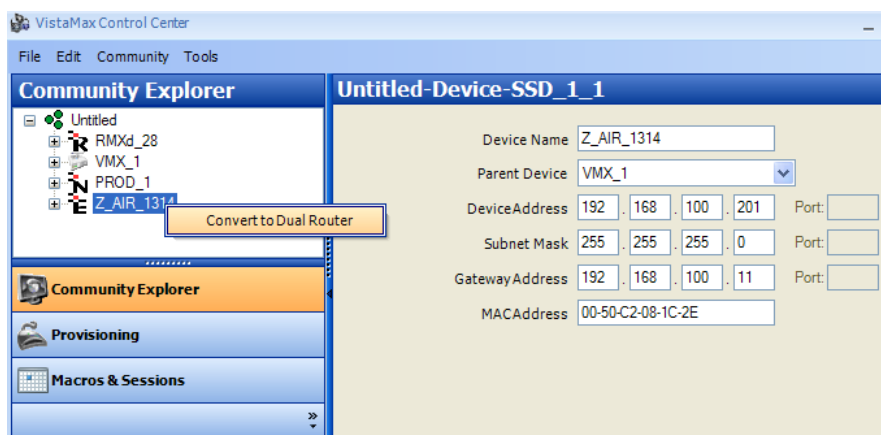 VistaMax Control Center
File Edit Community Tools
Community Explorer
Untitled
RMXd_28
VMX_1
PROD_1
Z_AIR_1314
Convert to Dual Router
Community Explorer
Provisioning
Macros & Sessions
Untitled-Device-SSD_1_1
Device Name Z_AIR_1314
Parent Device VMX_1
DeviceAddress 192 . 168 . 100 . 201 Port:
Subnet Mask 255 . 255 . 255 . 0 Port:
GatewayAddress 192 . 168 . 100 . 11 Port:
MACAddress 00-50-C2-08-1C-2E